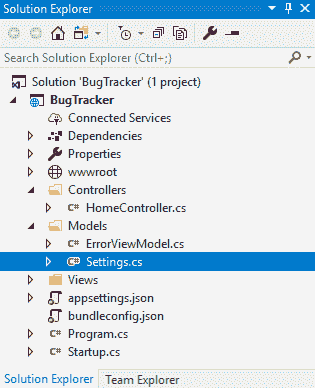 Solution Explorer
Search Solution Explorer (Ctrl+;)
Solution 'BugTracker' (1 project)
BugTracker
Connected Services
Dependencies
Properties
wwwroot
Controllers
C# HomeController.cs
Models
C# ErrorViewModel.cs
C# Settings.cs
Views
appsettings.json
bundleconfig.json
C# Program.cs
C# Startup.cs
Solution Explorer Team Explorer